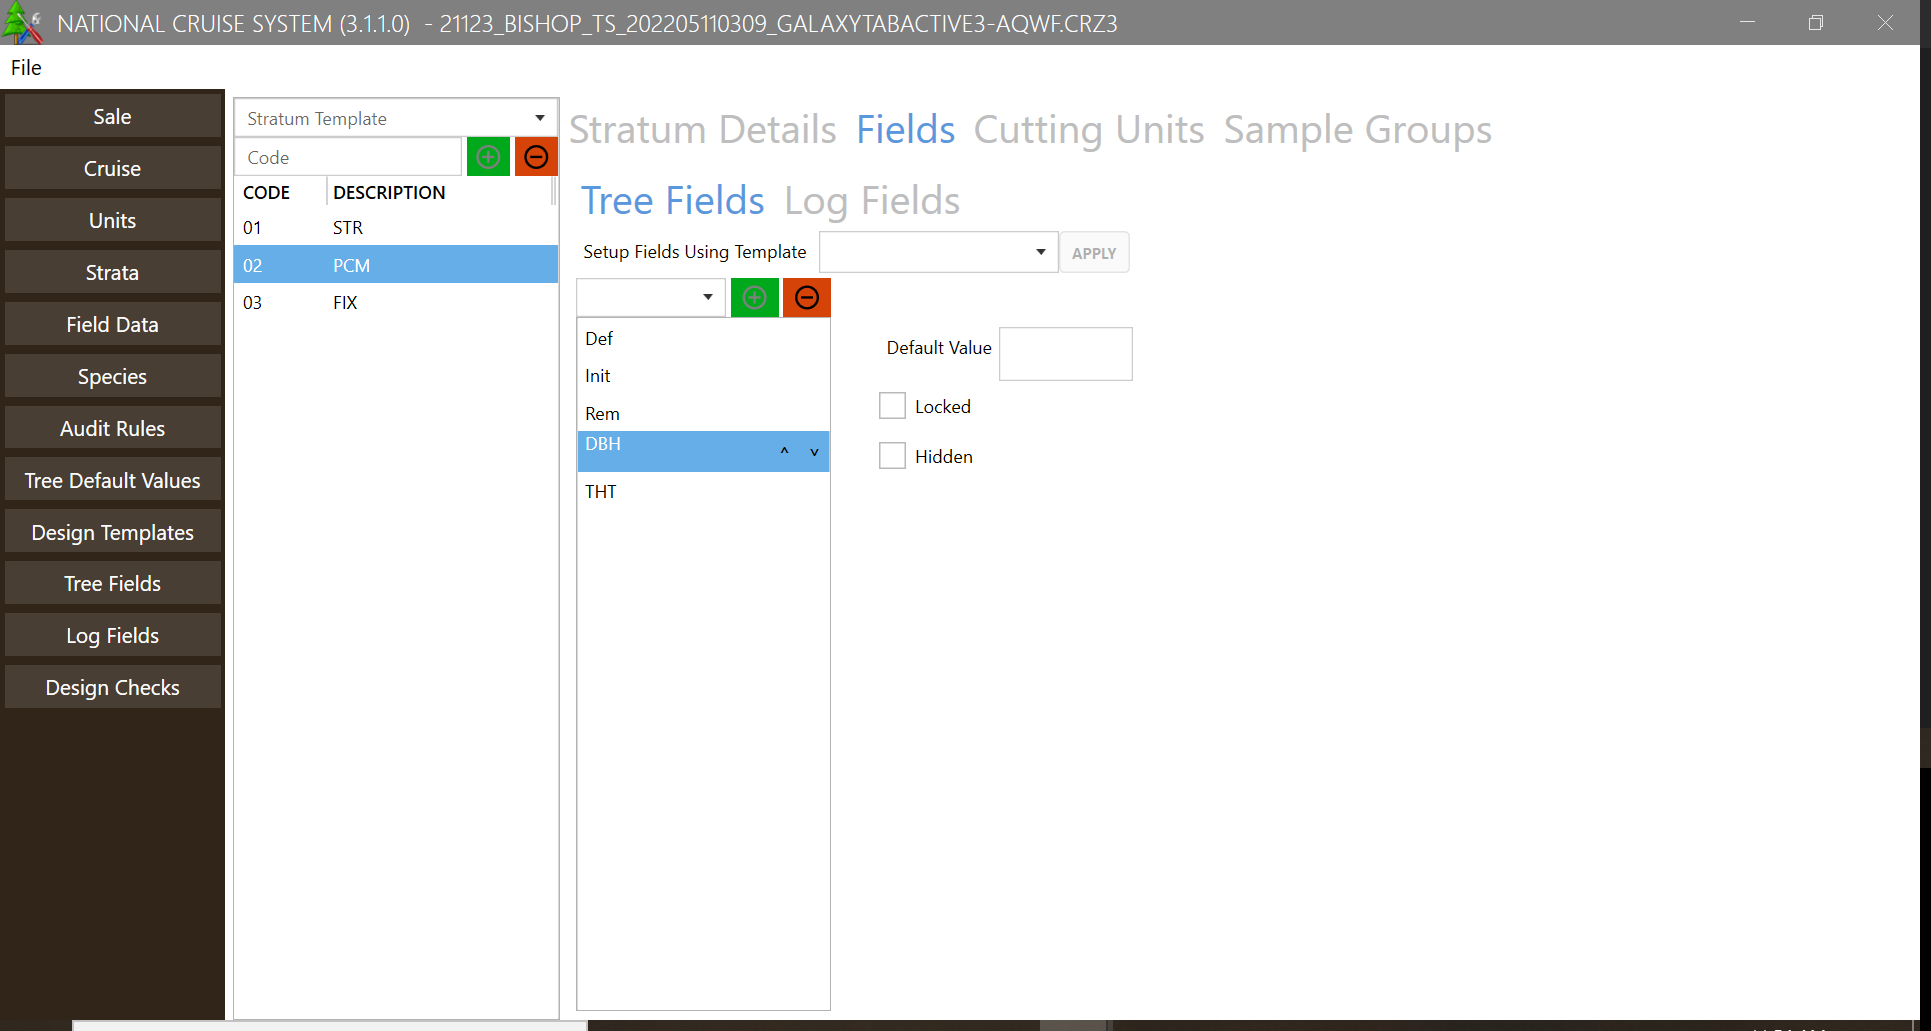 NATIONAL CRUISE SYSTEM (3.1.1.0) - 21123_BISHOP_TS_202205110309_GALAXYTABACTIVE3-AQWF.CRZ3
File
Sale
Cruise
Units
Strata
Field Data
Species
Audit Rules
Tree Default Values
Design Templates
Tree Fields
Log Fields
Design Checks
Stratum Template
Code
CODE DESCRIPTION
01 STR
02 PCM
03 FIX
Stratum Details Fields Cutting Units Sample Groups
Tree Fields Log Fields
Setup Fields Using Template APPLY
Def
Init
Rem
DBH
THT
Default Value
Locked
Hidden